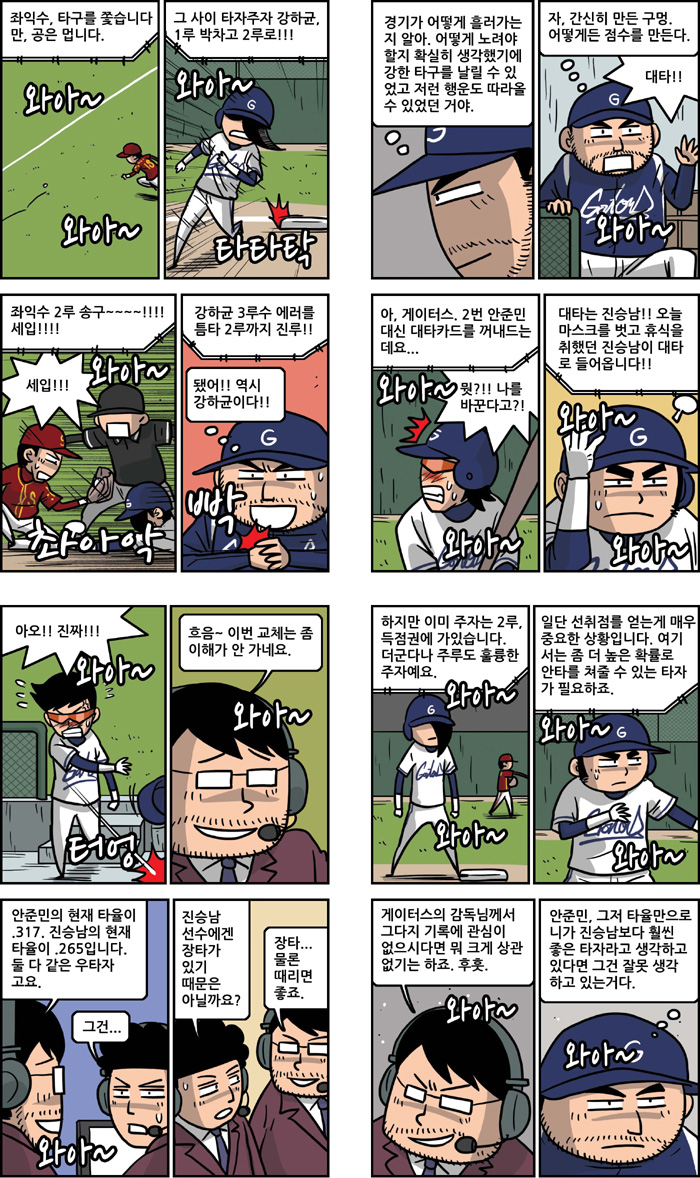 좌익수, 타구를 쫓습니다
만, 공은 멉니다.
와아~
와아~
그 사이 타자주자 강하균,
1루 박차고 2루로!!!
와아~
G
Gators
타타탁
좌익수 2루 송구~~~~!!!!
세입!!!!
와아~
세입!!!
촤아악
강하균 3루수 에러를
틈타 2루까지 진루!!
됐어!! 역시
강하균이다!!
G
빡
경기가 어떻게 흘러가는
지 알아. 어떻게 노려야
할지 확실히 생각했기에
강한 타구를 날릴 수 있
었고 저런 행운도 따라올
수 있었던 거야.
자, 간신히 만든 구멍.
어떻게든 점수를 만든다.
대타!!
G
Gators
와아~
아, 게이터스. 2번 안준민
대신 대타카드를 꺼내드는
데요...
와아~
뭣?!! 나를
바꾼다고?!
G
와아~
대타는 진승남!! 오늘
마스크를 벗고 휴식을
취했던 진승남이 대타
로 들어옵니다!!
와아~
G
와아~
아오!! 진짜!!!
와아~
터엉
흐음~ 이번 교체는 좀
이해가 안 가네요.
와아~
안준민의 현재 타율이
.317. 진승남의 현재
타율이 .265입니다.
둘 다 같은 우타자
고요.
그건...
와아~
진승남
선수에겐
장타가
있기
때문은
아닐까요?
장타...
물론
때리면
좋죠.
하지만 이미 주자는 2루,
득점권에 가있습니다.
더군다나 주루도 훌륭한
주자예요.
와아~
G
Gators
와아~
일단 선취점를 얻는게 매우
중요한 상황입니다. 여기
서는 좀 더 높은 확률로
안타를 쳐줄 수 있는 타자
가 필요하죠.
와아~
G
Gators
와아~
게이터스의 감독님께서
그다지 기록에 관심이
없으시다면 뭐 크게 상관
없기는 하죠. 후훗.
와아~
안준민, 그저 타율만으로
니가 진승남보다 훨씬
좋은 타자라고 생각하고
있다면 그건 잘못 생각
하고 있는거다.
와아~
G